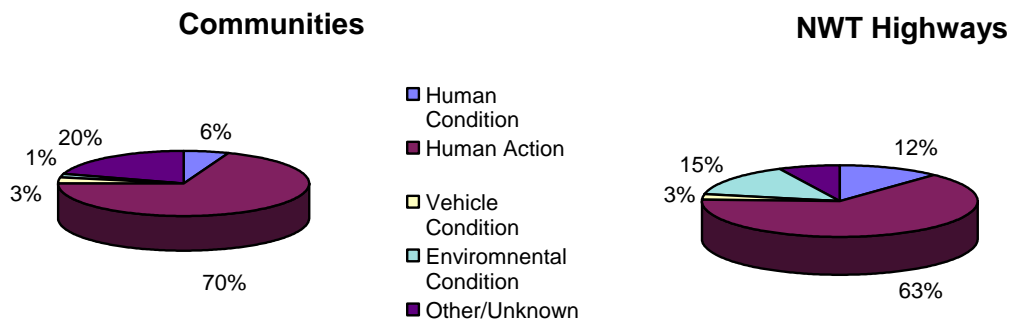 Communities
20%
6%
1%
3%
70%
Human
Condition
Human Action
Vehicle
Condition
Enviromnental
Condition
Other/Unknown
NWT Highways
12%
15%
3%
63%